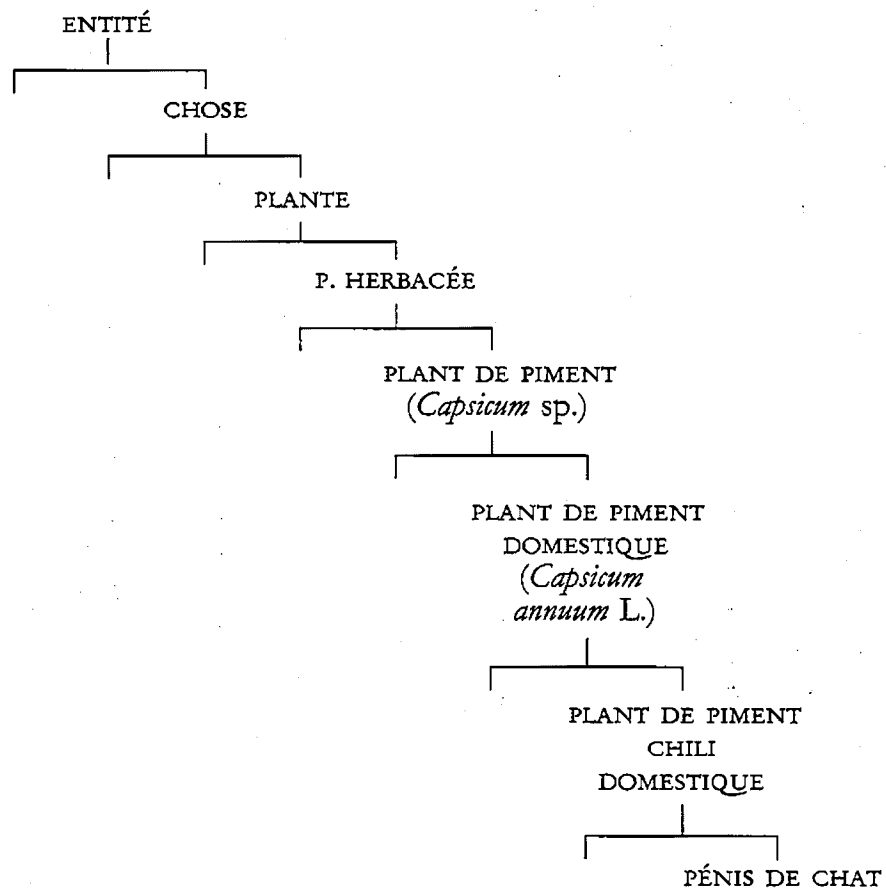 ENTITÉ
CHOSE
PLANTE
P. HERBACÉE
PLANT DE PIMENT
(Capsicum sp.)
PLANT DE PIMENT
DOMESTIQUE
(Capsicum
annuum L.)
PLANT DE PIMENT
CHILI
DOMESTIQUE
PÉNIS DE CHAT